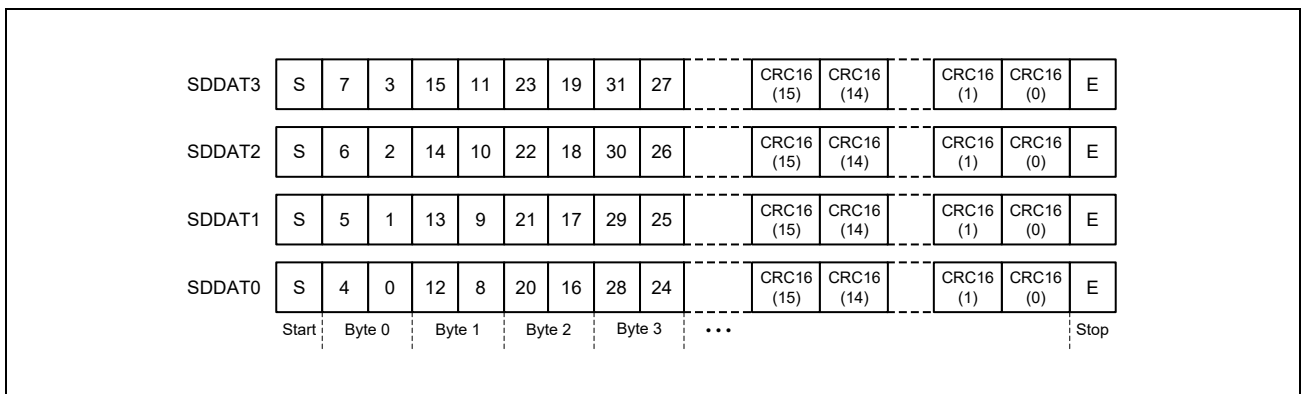 SDDAT3 S 7 3 15 11 23 19 31 27 CRC16 (15) CRC16 (14) CRC16 (1) CRC16 (0) E
SDDAT2 S 6 2 14 10 22 18 30 26 CRC16 (15) CRC16 (14) CRC16 (1) CRC16 (0) E
SDDAT1 S 5 1 13 9 21 17 29 25 CRC16 (15) CRC16 (14) CRC16 (1) CRC16 (0) E
SDDAT0 S 4 0 12 8 20 16 28 24 CRC16 (15) CRC16 (14) CRC16 (1) CRC16 (0) E
Start Byte 0 Byte 1 Byte 2 Byte 3 ••• Stop